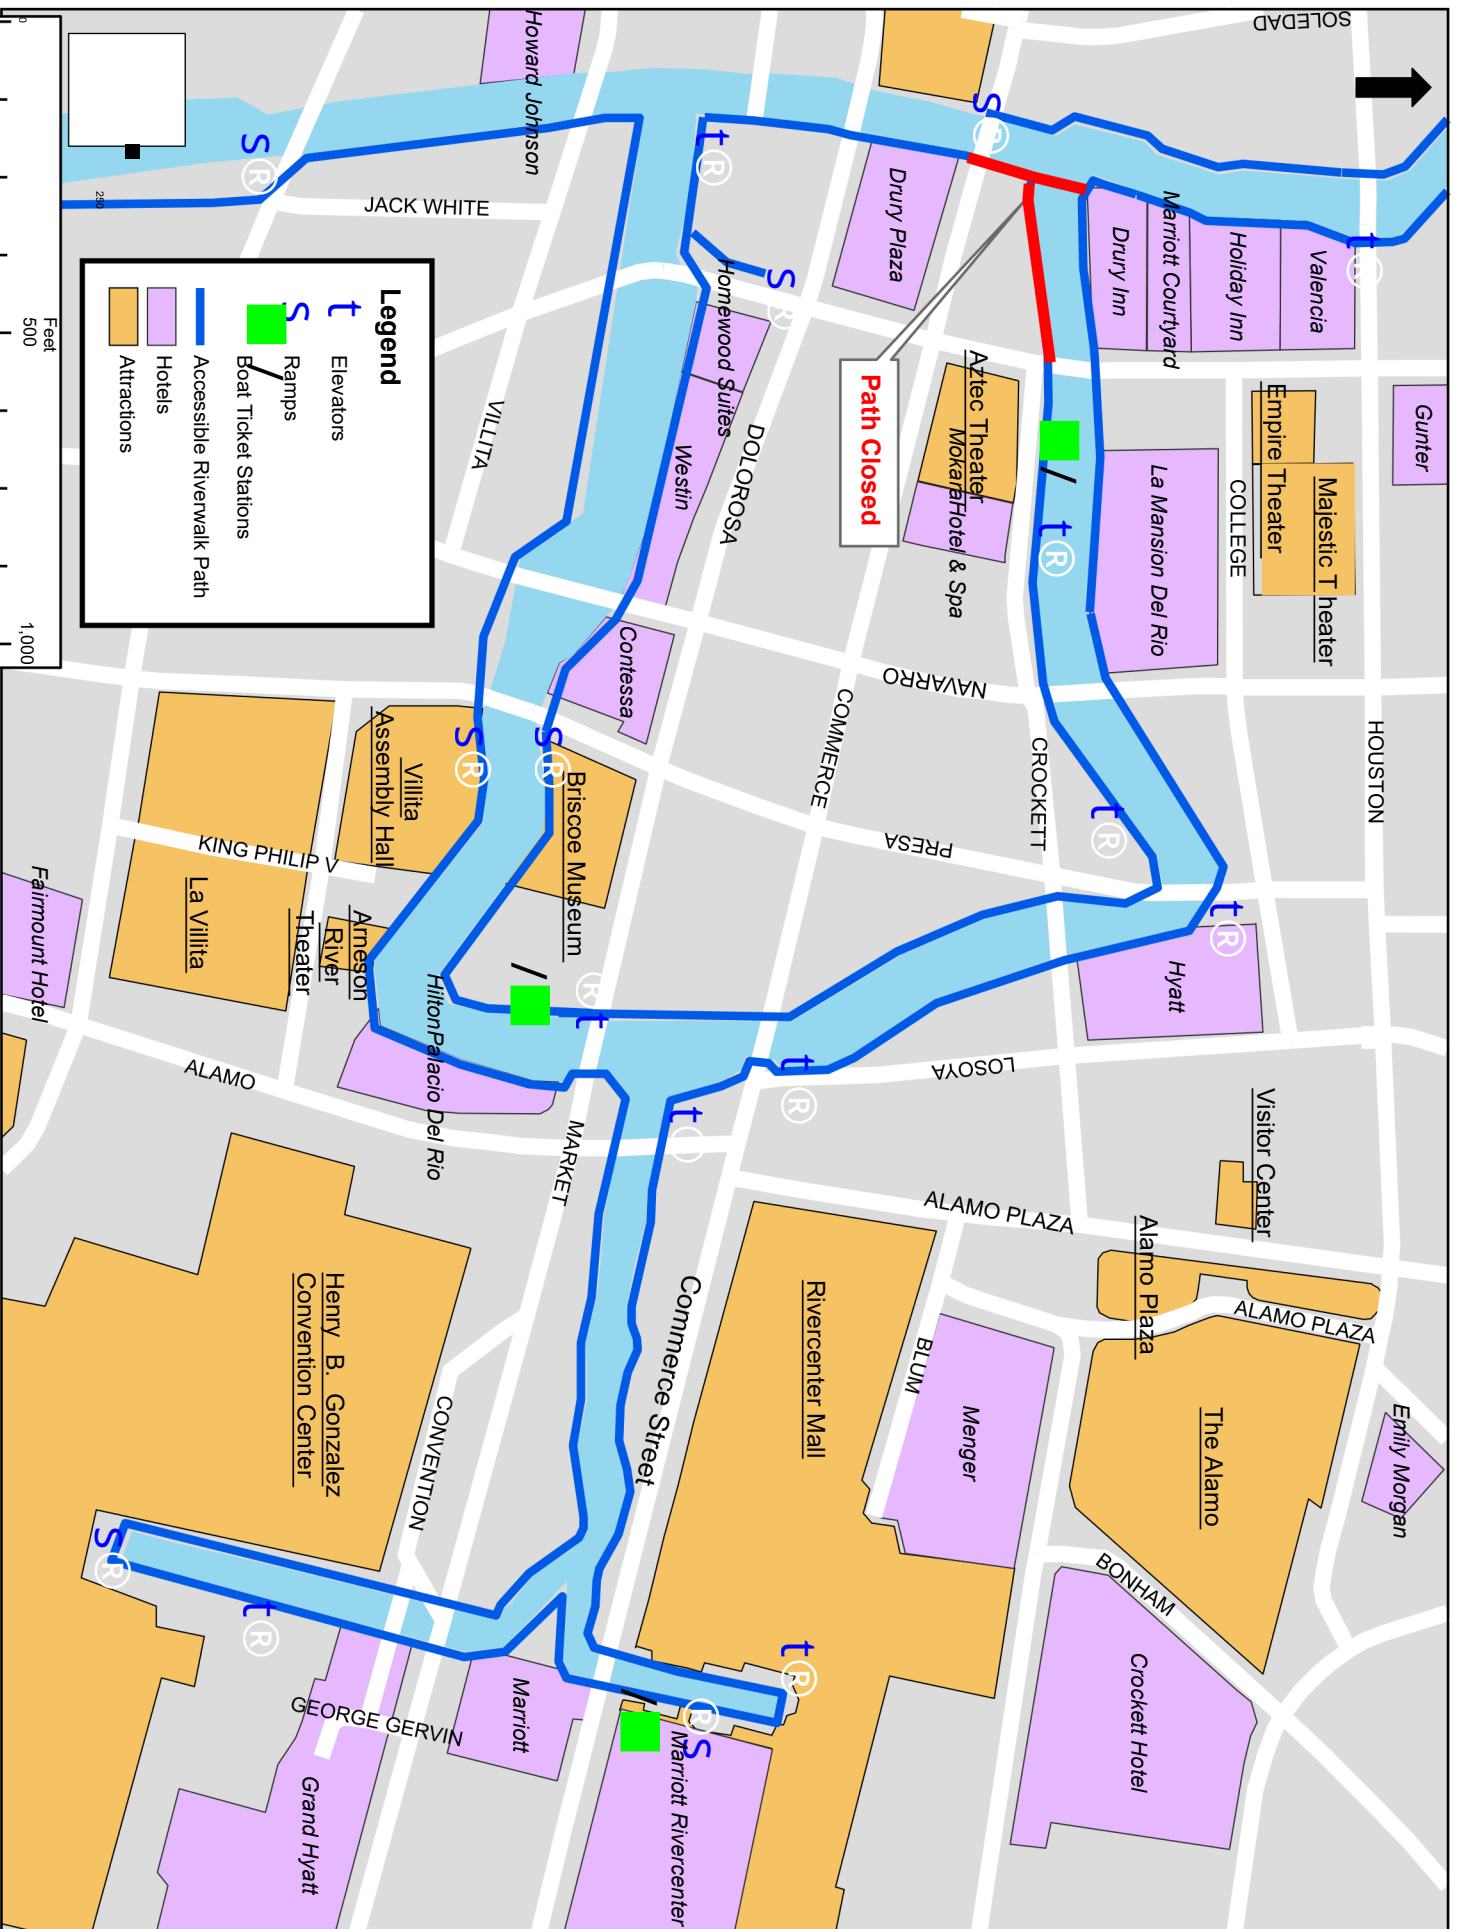 SOLEDAD
Howard Johnson
t
R
S
R
S
R
JACK WHITE
250
0
Drury Plaza
Marriott Courtyard
Drury Inn
Holiday Inn
Valencia
t
R
S
R
Homewood Suites
Legend
t
Elevators
S
Ramps
Boat Ticket Stations
Accessible Riverwalk Path
Hotels
Attractions
Feet
500
1,000
VILLITA
Westin
DOLOROSA
Path Closed
Aztec Theater
Mokara Hotel & Spa
t
R
La Mansion Del Rio
COLLEGE
Empire Theater
Majestic Theater
Gunter
Contessa
NAVARRO
COMMERCE
CROCKETT
HOUSTON
PRESA
S
R
S
R
Villita
Assembly Hall
Briscoe Museum
KING PHILIP V
La Villita
Fairmount Hotel
Arneson
River
Theater
t
R
t
R
Hyatt
R
t
Hilton Palacio Del Rio
ALAMO
MARKET
t
R
t
LOSOYA
Visitor Center
ALAMO PLAZA
Alamo Plaza
ALAMO PLAZA
Henry B. Gonzalez
Convention Center
CONVENTION
Commerce Street
Rivercenter Mall
BLUM
Menger
The Alamo
Emily Morgan
BONHAM
Crockett Hotel
S
R
t
R
t
R
R
S
GEORGE GERVIN
Marriott
Grand Hyatt
Marriott Rivercenter